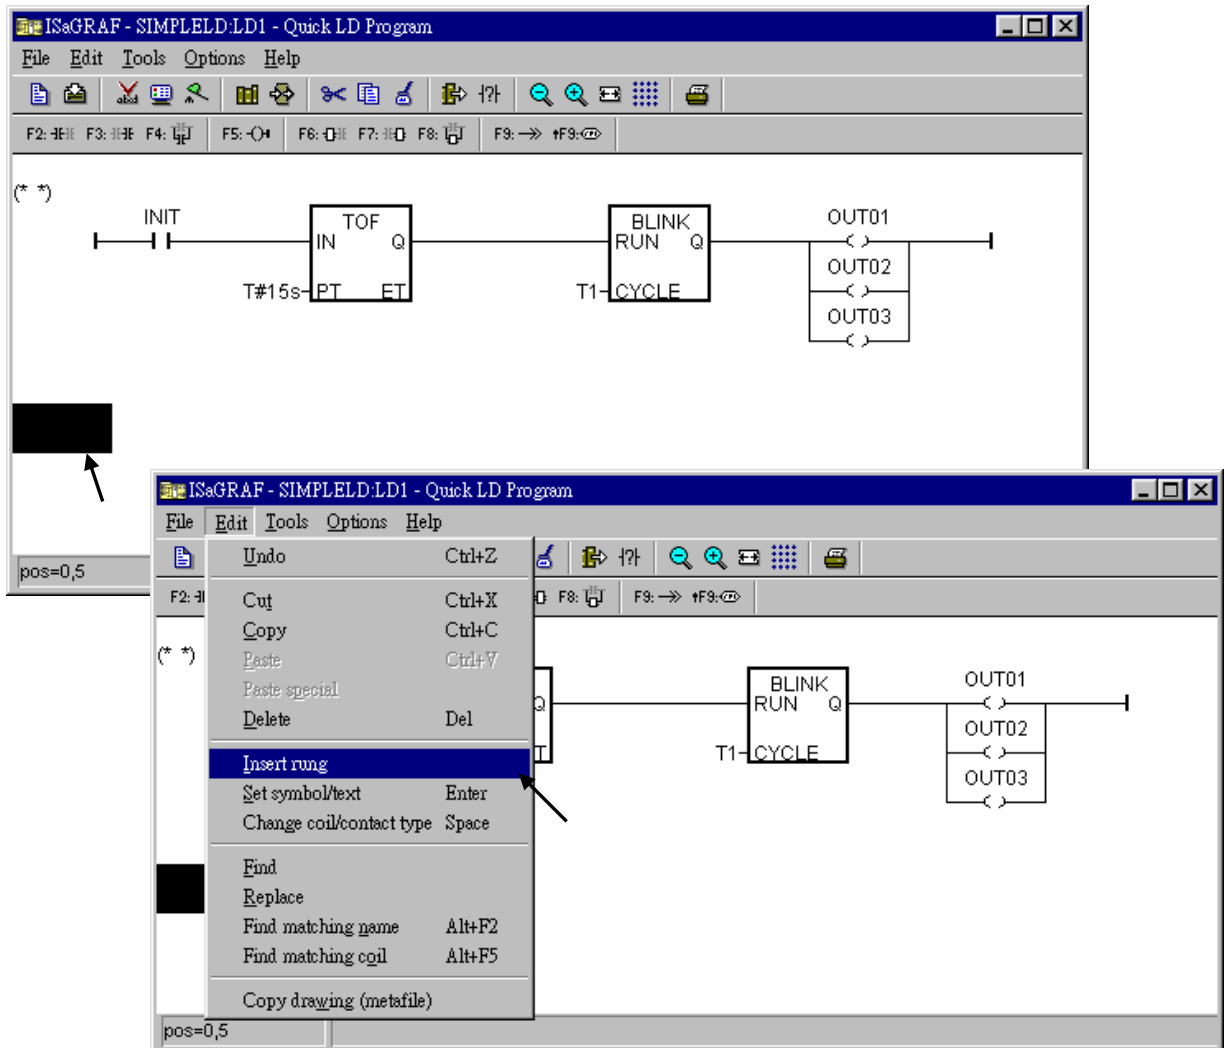 ISaGRAF - SIMPLELD:LD1 - Quick LD Program
File Edit Tools Options Help
F2: F3: F4: F5: F6: F7: F8: F9: F9:
(* *)
INIT TOF BLINK OUT01
IN Q RUN Q
OUT02
T#15s PT ET T1 CYCLE
OUT03
pos=0,5
ISaGRAF - SIMPLELD:LD1 - Quick LD Program
File Edit Tools Options Help
F2: F8: F9: F9:
Undo Ctrl+Z
Cut Ctrl+X
Copy Ctrl+C
Paste Ctrl+V
Paste special
Delete Del
Insert rung
Set symbol/text Enter
Change coil/contact type Space
Find
Replace
Find matching name Alt+F2
Find matching coil Alt+F5
Copy drawing (metafile)
(* *)
BLINK OUT01
Q RUN Q
OUT02
T T1 CYCLE
OUT03
pos=0,5